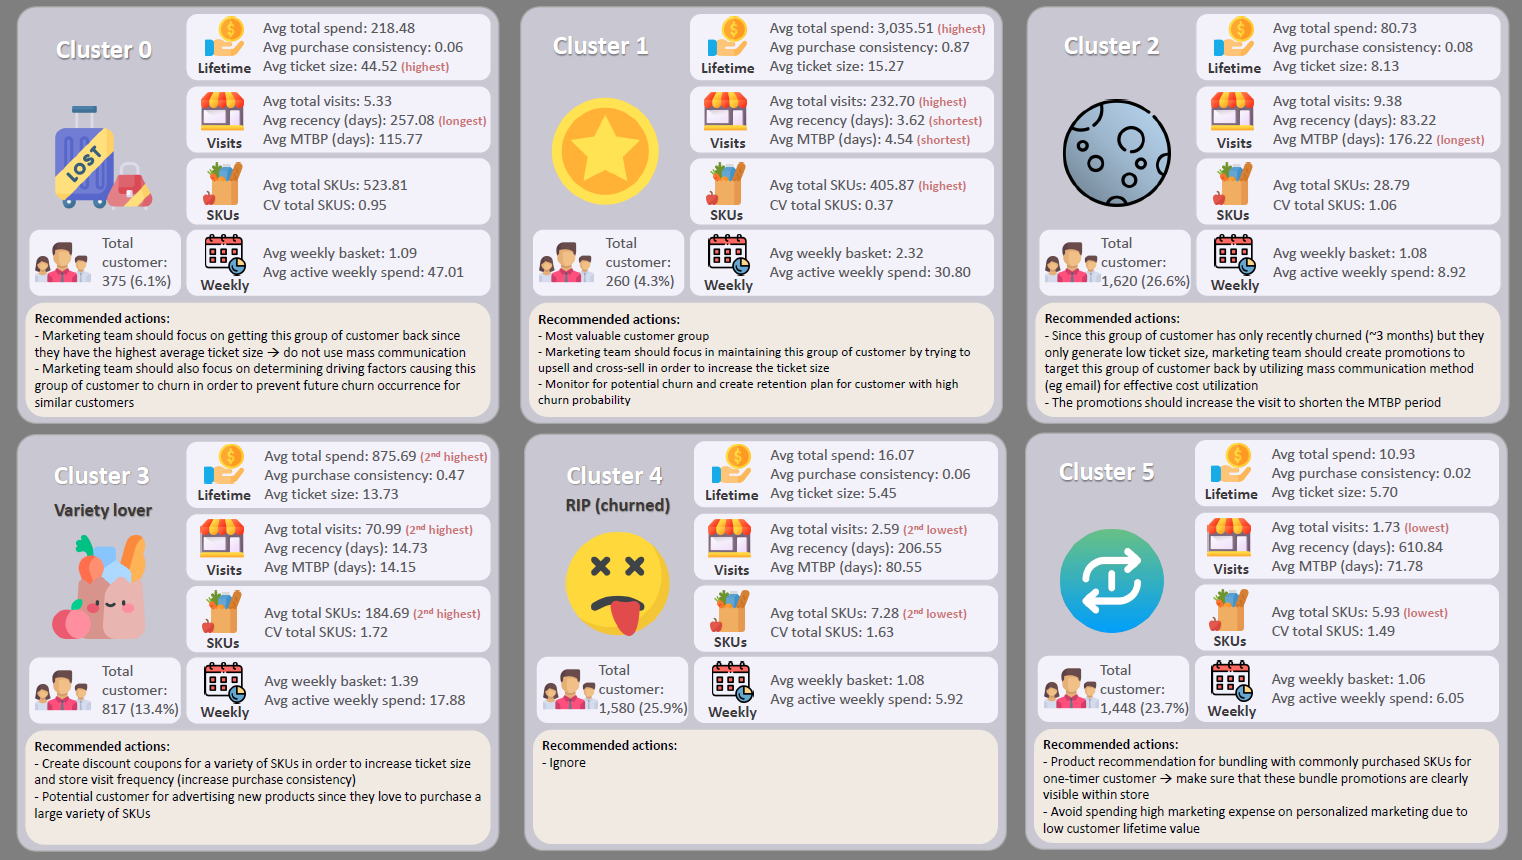 Cluster 0
LOST
Lifetime
Avg total spend: 218.48
Avg purchase consistency: 0.06
Avg ticket size: 44.52 (highest)
Visits
Avg total visits: 5.33
Avg recency (days): 257.08 (longest)
Avg MTBP (days): 115.77
SKUs
Avg total SKUs: 523.81
CV total SKUS: 0.95
Total
customer:
375 (6.1%)
Weekly
Avg weekly basket: 1.09
Avg active weekly spend: 47.01
Recommended actions:
- Marketing team should focus on getting this group of customer back since
they have the highest average ticket size → do not use mass communication
- Marketing team should also focus on determining driving factors causing this
group of customer to churn in order to prevent future churn occurrence for
similar customers
Cluster 1
Lifetime
Avg total spend: 3,035.51 (highest)
Avg purchase consistency: 0.87
Avg ticket size: 15.27
Visits
Avg total visits: 232.70 (highest)
Avg recency (days): 3.62 (shortest)
Avg MTBP (days): 4.54 (shortest)
SKUs
Avg total SKUs: 405.87 (highest)
CV total SKUS: 0.37
Total
customer:
260 (4.3%)
Weekly
Avg weekly basket: 2.32
Avg active weekly spend: 30.80
Recommended actions:
- Most valuable customer group
- Marketing team should focus in maintaining this group of customer by trying to
upsell and cross-sell in order to increase the ticket size
- Monitor for potential churn and create retention plan for customer with high
churn probability
Cluster 2
Lifetime
Avg total spend: 80.73
Avg purchase consistency: 0.08
Avg ticket size: 8.13
Visits
Avg total visits: 9.38
Avg recency (days): 83.22
Avg MTBP (days): 176.22 (longest)
SKUs
Avg total SKUs: 28.79
CV total SKUS: 1.06
Total
customer:
1,620 (26.6%)
Weekly
Avg weekly basket: 1.08
Avg active weekly spend: 8.92
Recommended actions:
- Since this group of customer has only recently churned (~3 months) but they
only generate low ticket size, marketing team should create promotions to
target this group of customer back by utilizing mass communication method
(eg email) for effective cost utilization
- The promotions should increase the visit to shorten the MTBP period
Cluster 3
Variety lover
Lifetime
Avg total spend: 875.69 (2nd highest)
Avg purchase consistency: 0.47
Avg ticket size: 13.73
Visits
Avg total visits: 70.99 (2nd highest)
Avg recency (days): 14.73
Avg MTBP (days): 14.15
SKUs
Avg total SKUs: 184.69 (2nd highest)
CV total SKUS: 1.72
Total
customer:
817 (13.4%)
Weekly
Avg weekly basket: 1.39
Avg active weekly spend: 17.88
Recommended actions:
- Create discount coupons for a variety of SKUs in order to increase ticket size
and store visit frequency (increase purchase consistency)
- Potential customer for advertising new products since they love to purchase a
large variety of SKUs
Cluster 4
RIP (churned)
Lifetime
Avg total spend: 16.07
Avg purchase consistency: 0.06
Avg ticket size: 5.45
Visits
Avg total visits: 2.59 (2nd lowest)
Avg recency (days): 206.55
Avg MTBP (days): 80.55
SKUs
Avg total SKUs: 7.28 (2nd lowest)
CV total SKUS: 1.63
Total
customer:
1,580 (25.9%)
Weekly
Avg weekly basket: 1.08
Avg active weekly spend: 5.92
Recommended actions:
- Ignore
Cluster 5
1
Lifetime
Avg total spend: 10.93
Avg purchase consistency: 0.02
Avg ticket size: 5.70
Visits
Avg total visits: 1.73 (lowest)
Avg recency (days): 610.84
Avg MTBP (days): 71.78
SKUs
Avg total SKUs: 5.93 (lowest)
CV total SKUS: 1.49
Total
customer:
1,448 (23.7%)
Weekly
Avg weekly basket: 1.06
Avg active weekly spend: 6.05
Recommended actions:
- Product recommendation for bundling with commonly purchased SKUs for
one-timer customer → make sure that these bundle promotions are clearly
visible within store
- Avoid spending high marketing expense on personalized marketing due to
low customer lifetime value